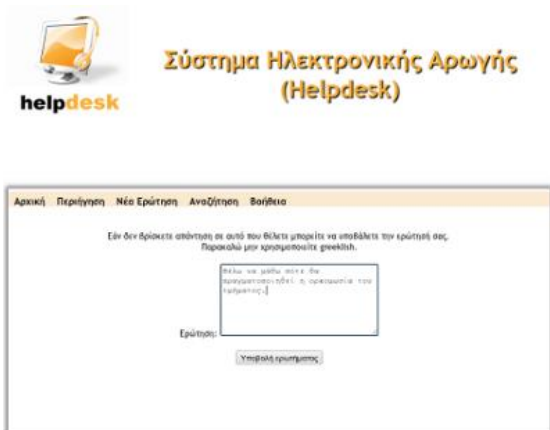 Σύστημα Ηλεκτρονικής Αρωγής
(Helpdesk)
helpdesk
Αρχική Περιήγηση Νέα Ερώτηση Αναζήτηση Βοήθεια
Εάν δεν βρίσκετε απάντηση σε αυτό που θέλετε μπορείτε να υποβάλετε την ερώτησή σας.
Παρακαλώ μην χρησιμοποιείτε greeklish.
Θέλω να μάθω πότε θα
πραγματοποιηθεί η ορκωμοσία του
τμήματος.
Ερώτηση:
Υποβολή ερωτήματος